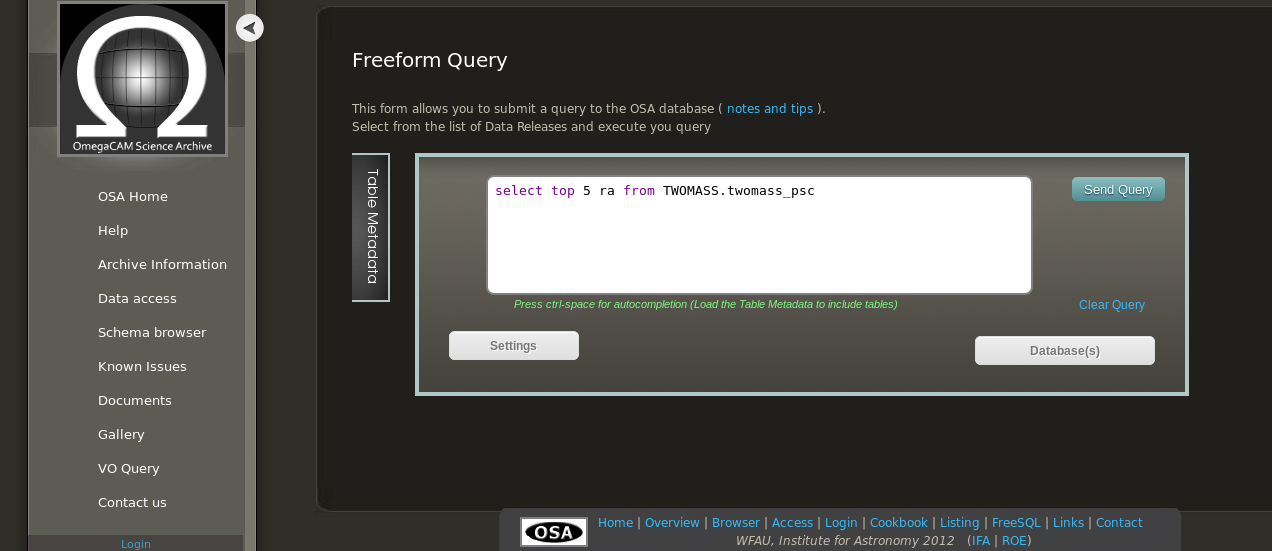 OmegaCAM Science Archive
OSA Home
Help
Archive Information
Data access
Schema browser
Known Issues
Documents
Gallery
VO Query
Contact us
Login
Freeform Query
This form allows you to submit a query to the OSA database ( notes and tips ).
Select from the list of Data Releases and execute you query
Table Metadata
select top 5 ra from TWOMASS.twomass_psc
Send Query
Press ctrl-space for autocompletion (Load the Table Metadata to include tables)
Clear Query
Settings
Database(s)
OSA
Home | Overview | Browser | Access | Login | Cookbook | Listing | FreeSQL | Links | Contact
WFAU, Institute for Astronomy 2012 (IFA | ROE)